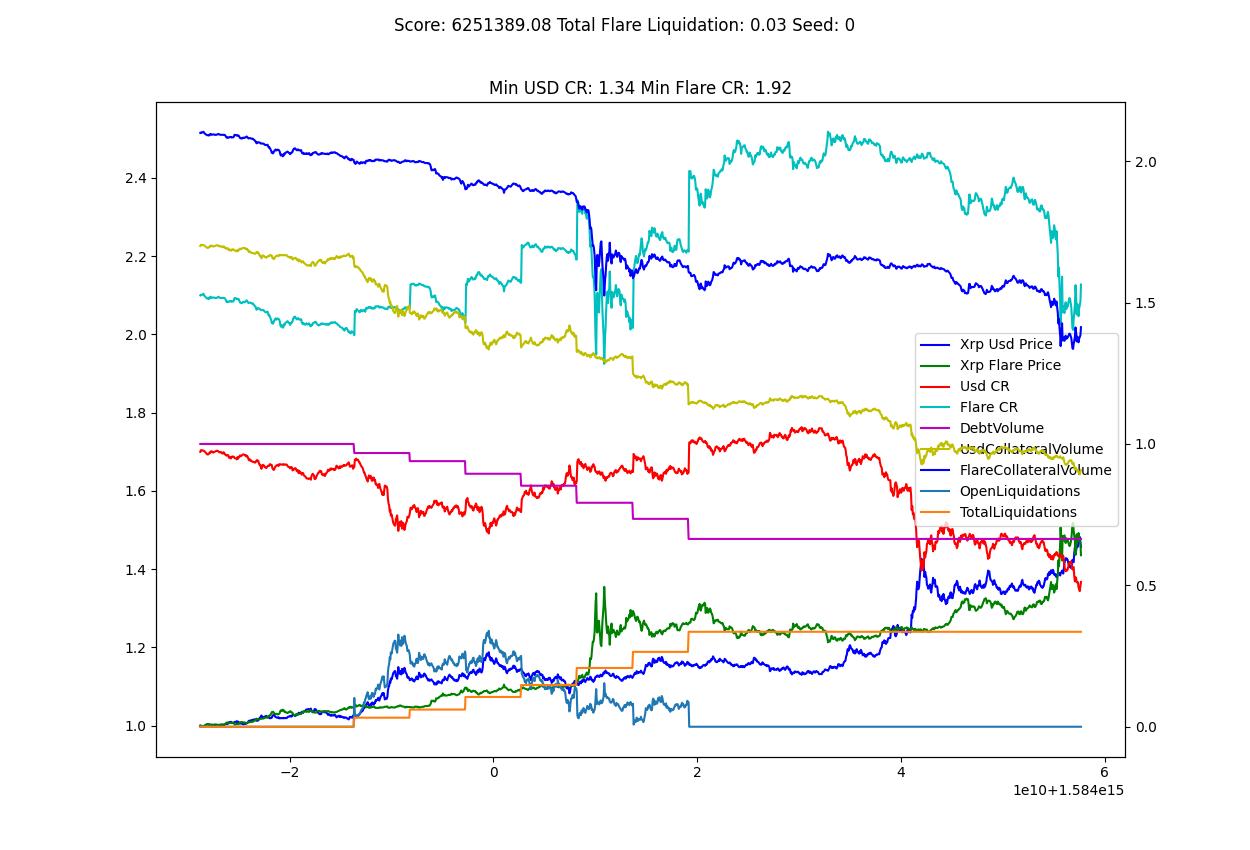 Score: 6251389.08 Total Flare Liquidation: 0.03 Seed: 0
Min USD CR: 1.34 Min Flare CR: 1.92
2.4
2.2
2.0
1.8
1.6
1.4
1.2
1.0
2.0
1.5
1.0
0.5
0.0
Xrp Usd Price
Xrp Flare Price
Usd CR
Flare CR
DebtVolume
UsdCollateralVolume
FlareCollateralVolume
OpenLiquidations
TotalLiquidations
−2 0 2 4 6
1e10+1.584e15